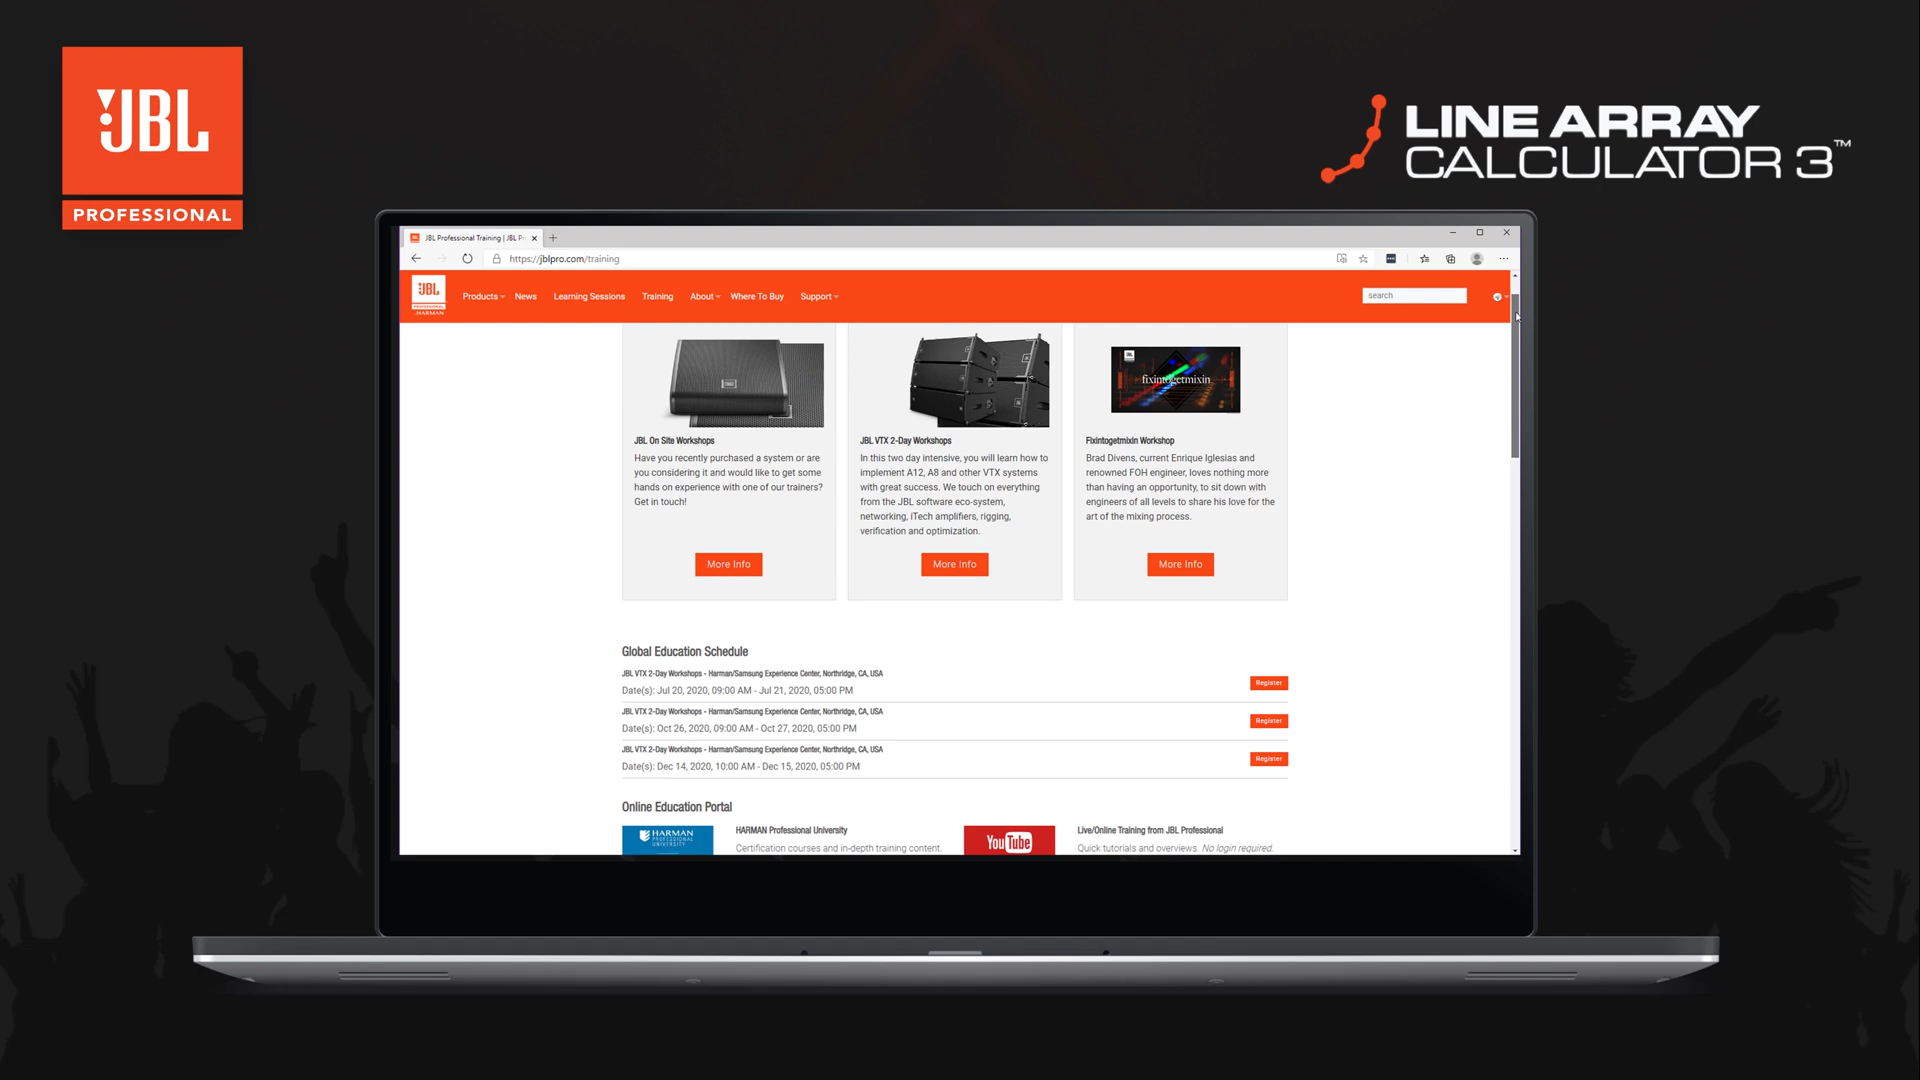 JBL
PROFESSIONAL
LINE ARRAY
CALCULATOR 3™
JBL Professional Training | JBL Pr
https://jblpro.com/training
JBL
PROFESSIONAL
Products
News
Learning Sessions
Training
About
Where To Buy
Support
search
fixintogetmixin
JBL On Site Workshops
Have you recently purchased a system or are
you considering it and would like to get some
hands on experience with one of our trainers?
Get in touch!
More Info
JBL VTX 2-Day Workshops
In this two day intensive, you will learn how to
implement A12, A8 and other VTX systems
with great success. We touch on everything
from the JBL software eco-system,
networking, iTech amplifiers, rigging,
verification and optimization.
More Info
Fixintogetmixin Workshop
Brad Divens, current Enrique Iglesias and
renowned FOH engineer, loves nothing more
than having an opportunity, to sit down with
engineers of all levels to share his love for the
art of the mixing process.
More Info
Global Education Schedule
JBL VTX 2-Day Workshops - Harman/Samsung Experience Center, Northridge, CA, USA
Date(s): Jul 20, 2020, 09:00 AM - Jul 21, 2020, 05:00 PM
Register
JBL VTX 2-Day Workshops - Harman/Samsung Experience Center, Northridge, CA, USA
Date(s): Oct 26, 2020, 09:00 AM - Oct 27, 2020, 05:00 PM
Register
JBL VTX 2-Day Workshops - Harman/Samsung Experience Center, Northridge, CA, USA
Date(s): Dec 14, 2020, 10:00 AM - Dec 15, 2020, 05:00 PM
Register
Online Education Portal
HARMAN
PROFESSIONAL
UNIVERSITY
HARMAN Professional University
Certification courses and in-depth training content.
YouTube
Live/Online Training from JBL Professional
Quick tutorials and overviews. No login required.